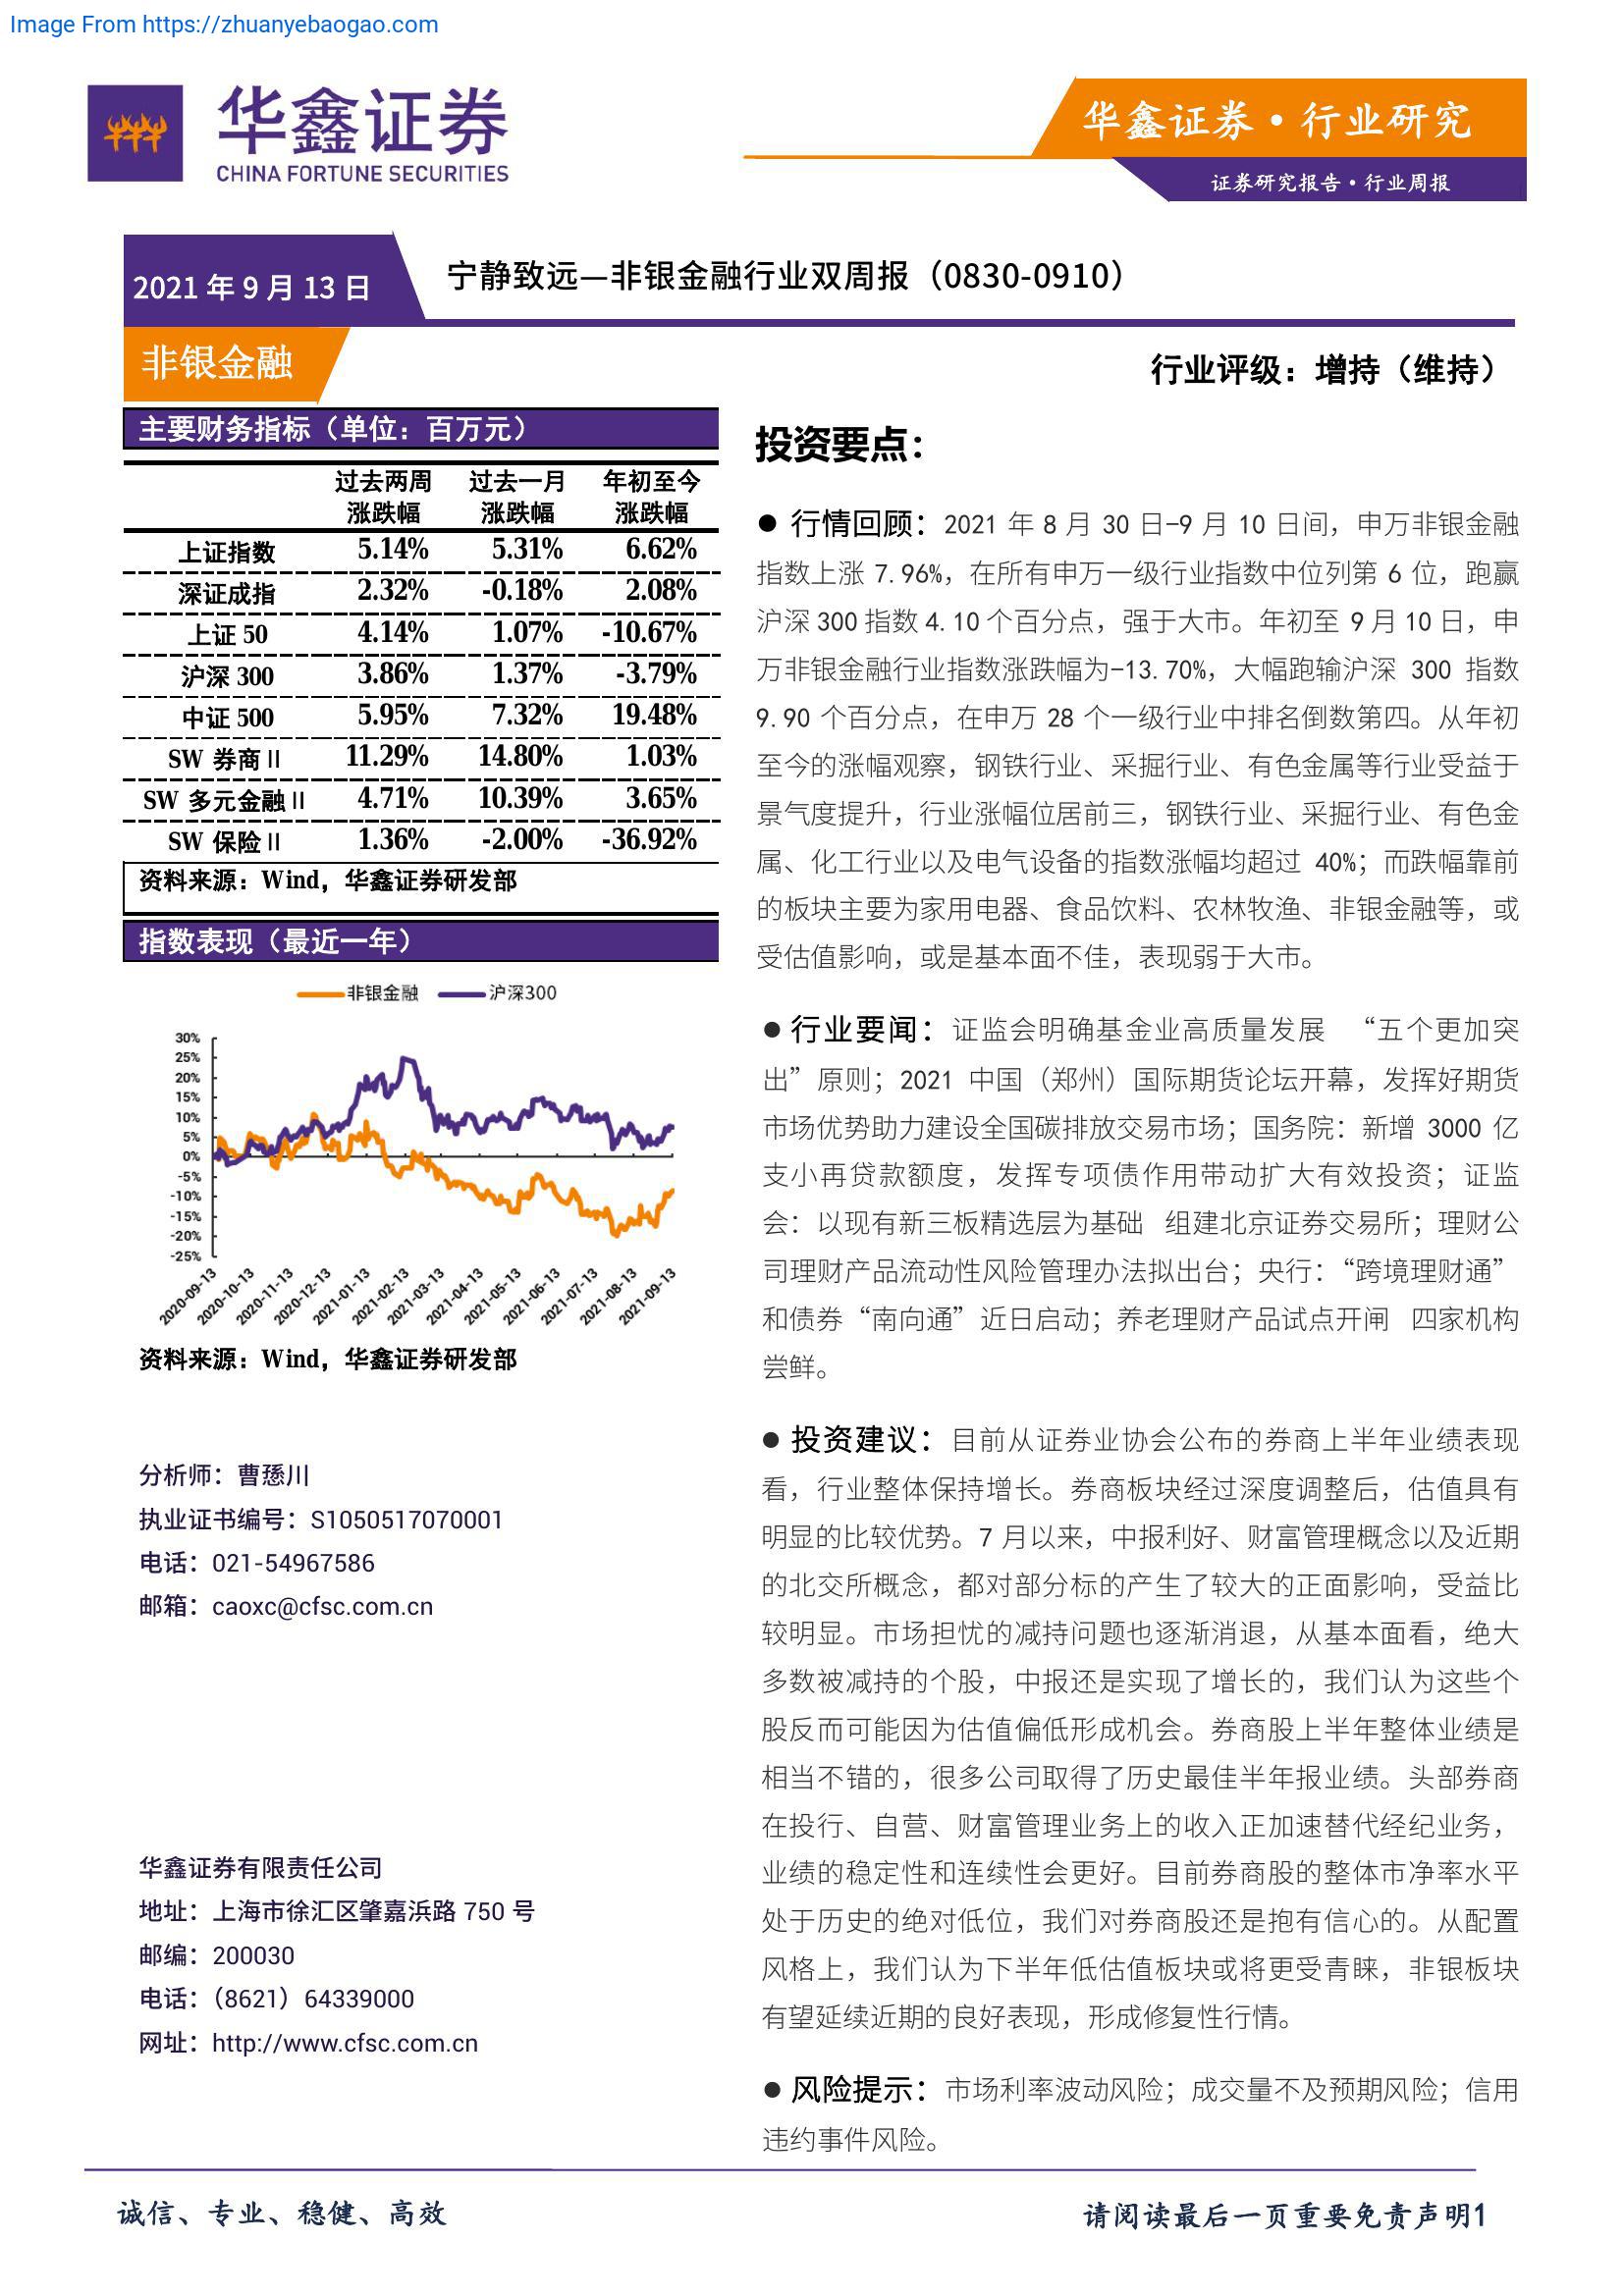 Image From https://zhuanyebaogao.com
华鑫证券
CHINA FORTUNE SECURITIES
华鑫证券·行业研究
证券研究报告·行业周报
2021 年 9 月 13 日
宁静致远—非银金融行业双周报（0830-0910）
非银金融
行业评级：增持（维持）
主要财务指标（单位：百万元）
过去两周 过去一月 年初至今
涨跌幅 涨跌幅 涨跌幅
上证指数 5.14% 5.31% 6.62%
深证成指 2.32% -0.18% 2.08%
上证 50 4.14% 1.07% -10.67%
沪深 300 3.86% 1.37% -3.79%
中证 500 5.95% 7.32% 19.48%
SW 券商Ⅱ 11.29% 14.80% 1.03%
SW 多元金融Ⅱ 4.71% 10.39% 3.65%
SW 保险Ⅱ 1.36% -2.00% -36.92%
资料来源：Wind，华鑫证券研发部
指数表现（最近一年）
非银金融 沪深300
30%
25%
20%
15%
10%
5%
0%
-5%
-10%
-15%
-20%
-25%
2020-09-13 2020-10-13 2020-11-13 2020-12-13 2021-01-13 2021-02-13 2021-03-13 2021-04-13 2021-05-13 2021-06-13 2021-07-13 2021-08-13 2021-09-13
资料来源：Wind，华鑫证券研发部
分析师：曹川
执业证书编号：S1050517070001
电话：021-54967586
邮箱：caoxc@cfsc.com.cn
华鑫证券有限责任公司
地址：上海市徐汇区肇嘉浜路 750 号
邮编：200030
电话：（8621）64339000
网址：http://www.cfsc.com.cn
投资要点：
● 行情回顾：2021 年 8 月 30 日-9 月 10 日间，申万非银金融
指数上涨 7.96%，在所有申万一级行业指数中位列第 6 位，跑赢
沪深 300 指数 4.10 个百分点，强于大市。年初至 9 月 10 日，申
万非银金融行业指数涨跌幅为-13.70%，大幅跑输沪深 300 指数
9.90 个百分点，在申万 28 个一级行业中排名倒数第四。从年初
至今的涨幅观察，钢铁行业、采掘行业、有色金属等行业受益于
景气度提升，行业涨幅位居前三，钢铁行业、采掘行业、有色金
属、化工行业以及电气设备的指数涨幅均超过 40%；而跌幅靠前
的板块主要为家用电器、食品饮料、农林牧渔、非银金融等，或
受估值影响，或是基本面不佳，表现弱于大市。
● 行业要闻：证监会明确基金业高质量发展 “五个更加突
出”原则；2021 中国（郑州）国际期货论坛开幕，发挥好期货
市场优势助力建设全国碳排放交易市场；国务院：新增 3000 亿
支小再贷款额度，发挥专项债作用带动扩大有效投资；证监
会：以现有新三板精选层为基础 组建北京证券交易所；理财公
司理财产品流动性风险管理办法拟出台；央行：“跨境理财通”
和债券“南向通”近日启动；养老理财产品试点开闸 四家机构
尝鲜。
● 投资建议：目前从证券业协会公布的券商上半年业绩表现
看，行业整体保持增长。券商板块经过深度调整后，估值具有
明显的比较优势。7 月以来，中报利好、财富管理概念以及近期
的北交所概念，都对部分标的产生了较大的正面影响，受益比
较明显。市场担忧的减持问题也逐渐消退，从基本面看，绝大
多数被减持的个股，中报还是实现了增长的，我们认为这些个
股反而可能因为估值偏低形成机会。券商股上半年整体业绩是
相当不错的，很多公司取得了历史最佳半年报业绩。头部券商
在投行、自营、财富管理业务上的收入正加速替代经纪业务，
业绩的稳定性和连续性会更好。目前券商股的整体市净率水平
处于历史的绝对低位，我们对券商股还是抱有信心的。从配置
风格上，我们认为下半年低估值板块或将更受青睐，非银板块
有望延续近期的良好表现，形成修复性行情。
● 风险提示：市场利率波动风险；成交量不及预期风险；信用
违约事件风险。
诚信、专业、稳健、高效
请阅读最后一页重要免责声明1